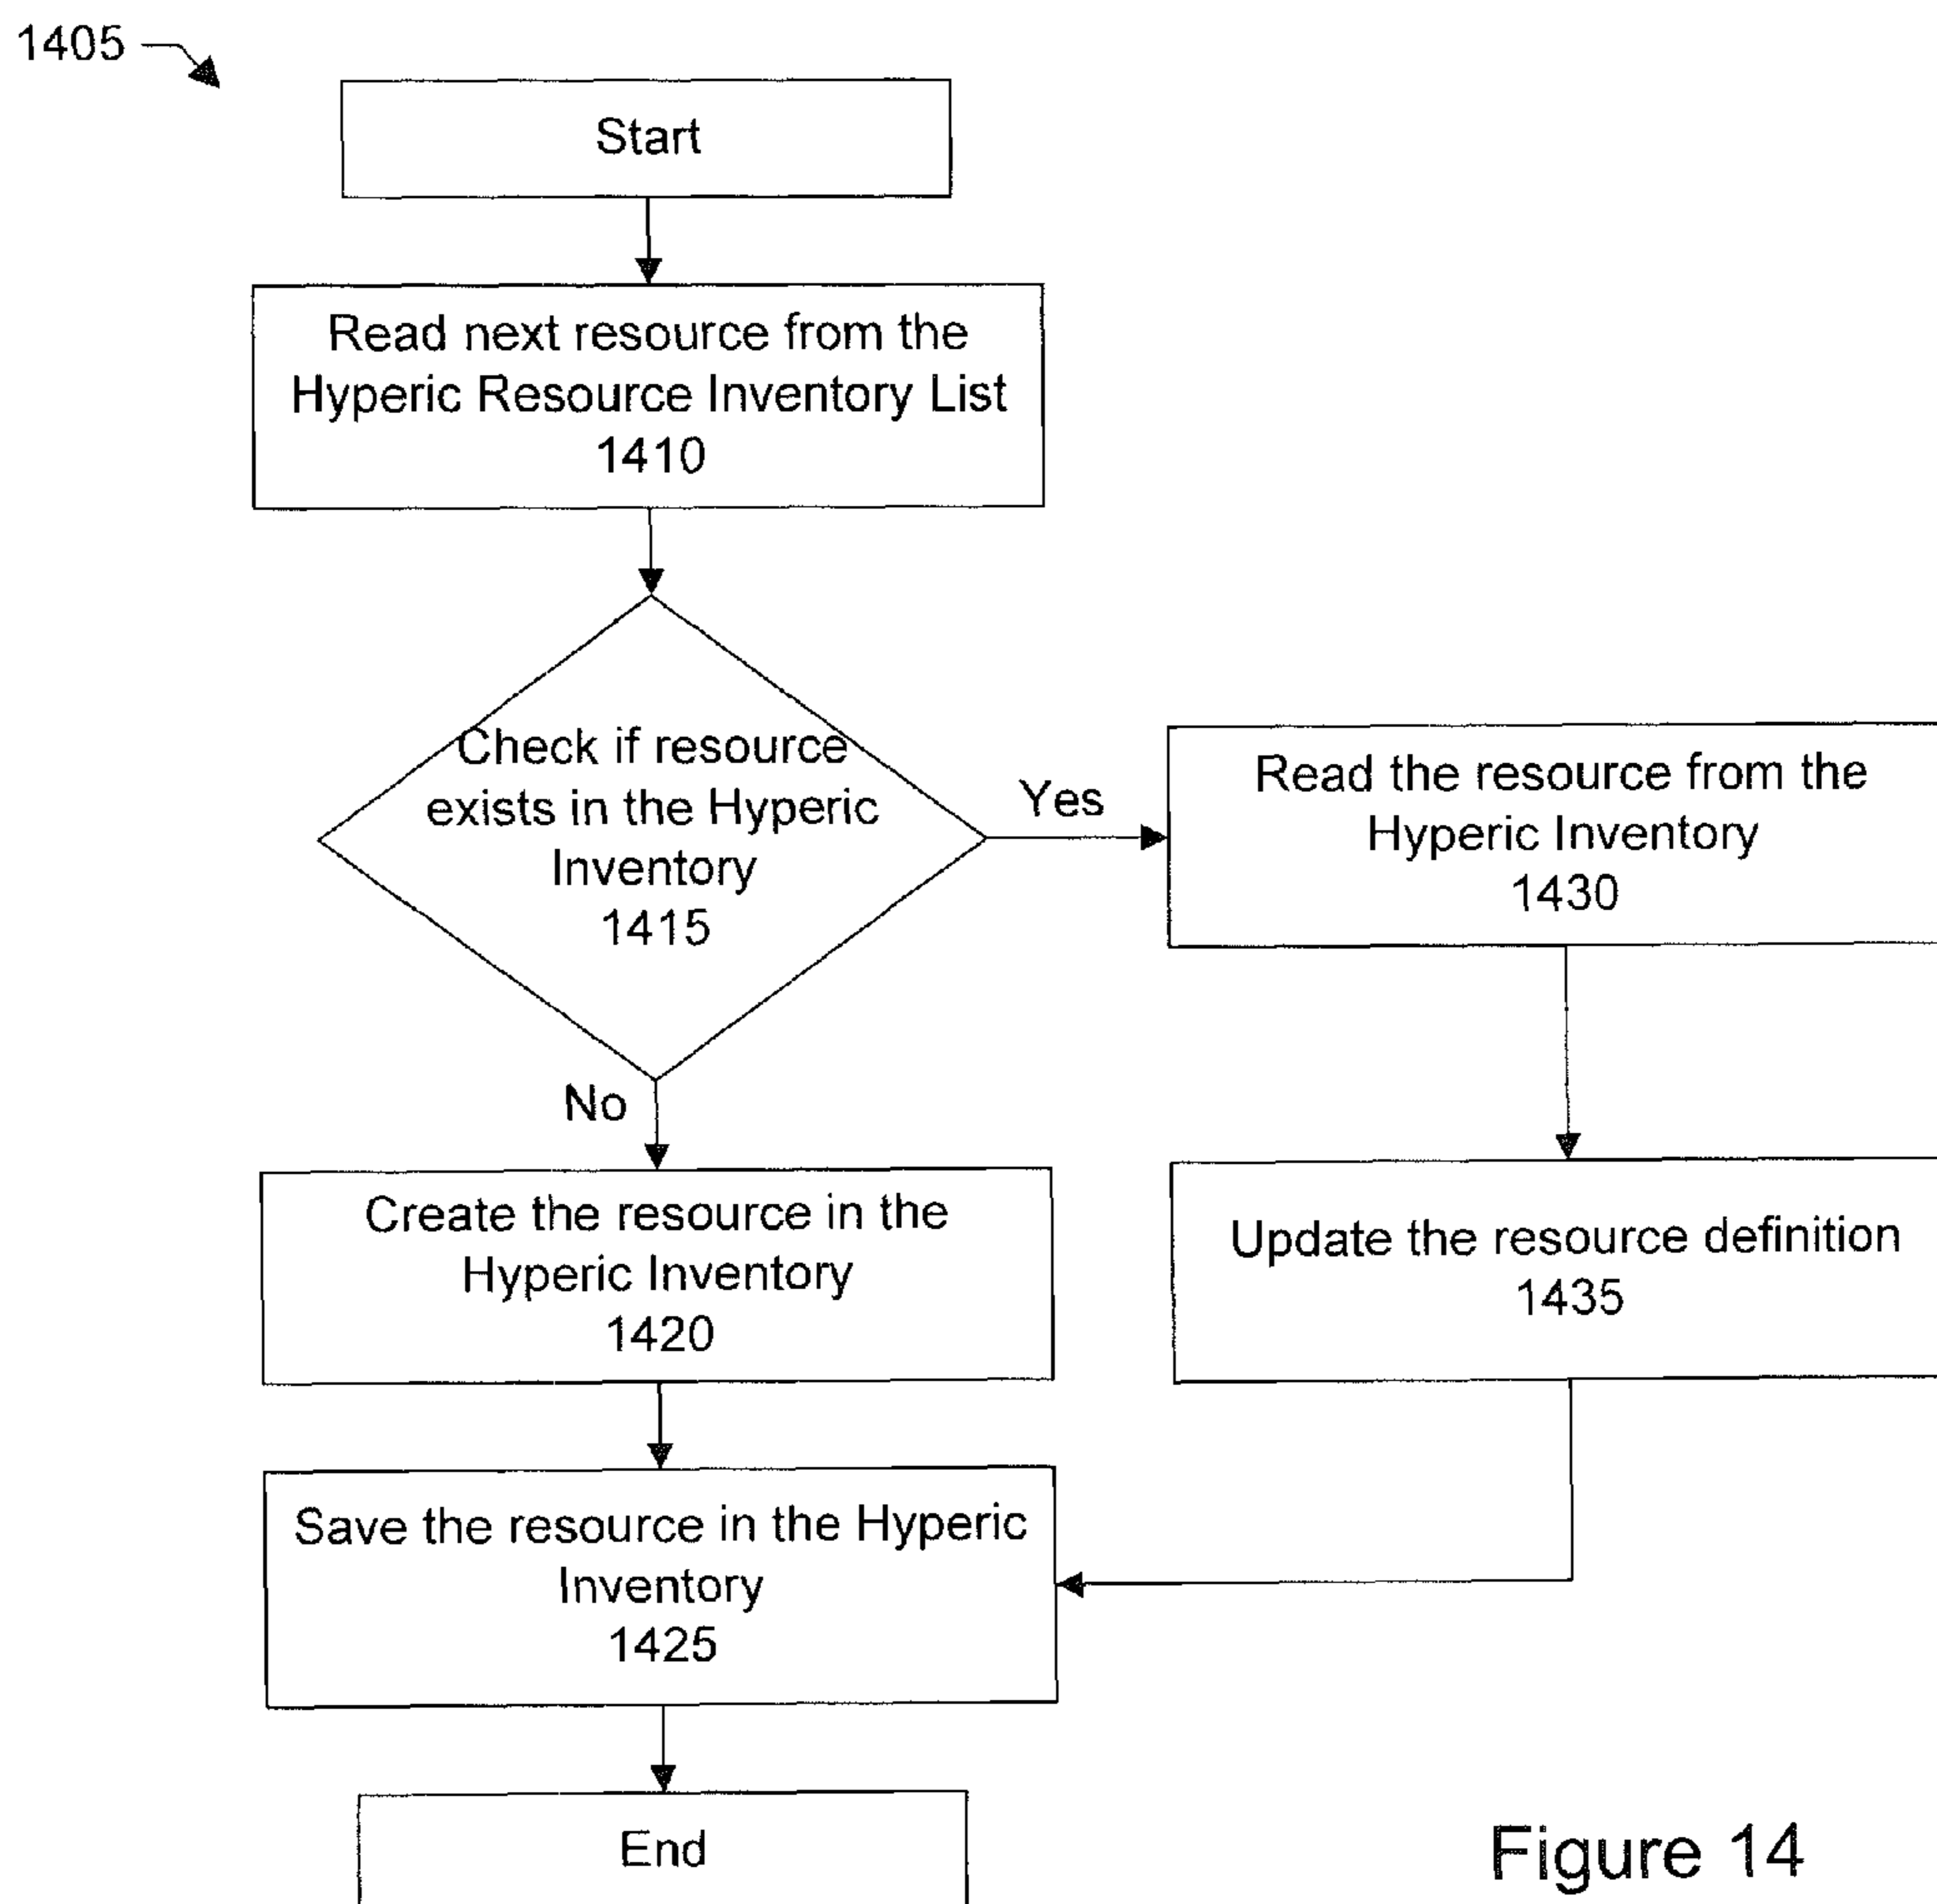 1405
Start
Read next resource from the
Hyperic Resource Inventory List
1410
Check if resource
exists in the Hyperic
Inventory
1415
Yes
Read the resource from the
Hyperic Inventory
1430
No
Create the resource in the
Hyperic Inventory
1420
Update the resource definition
1435
Save the resource in the Hyperic
Inventory
1425
End
Figure 14